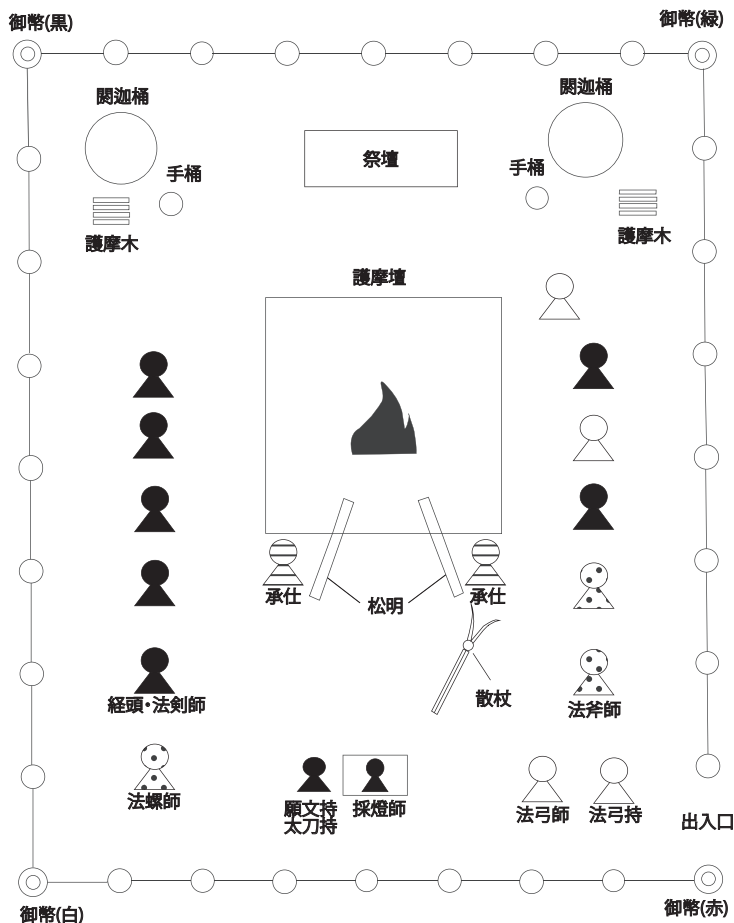 御幣(黒)
御幣(緑)
閼迦桶
閼迦桶
手桶
祭壇
手桶
護摩木
護摩木
護摩壇
承仕
松明
承仕
散杖
経頭・法剣師
法斧師
法螺師
願文持
太刀持
採燈師
法弓師
法弓持
出入口
御幣(白)
御幣(赤)